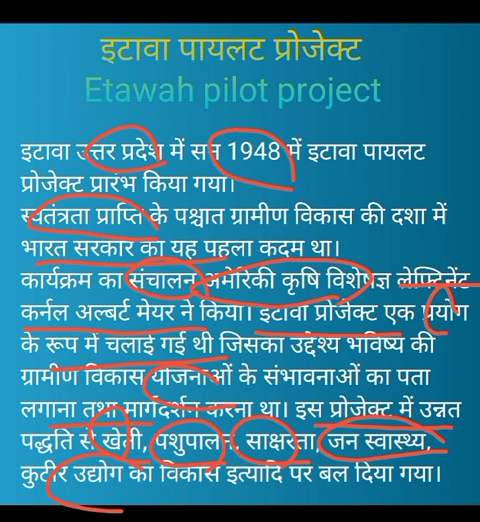 इटावा पायलट प्रोजेक्ट
Etawah pilot project
इटावा उत्तर प्रदेश में सन 1948 में इटावा पायलट
प्रोजेक्ट प्रारंभ किया गया।
स्वतंत्रता प्राप्ति के पश्चात ग्रामीण विकास की दशा में
भारत सरकार का यह पहला कदम था।
कार्यक्रम का संचालन अमेरिकी कृषि विशेषज्ञ लेफ्टिनेंट
कर्नल अल्बर्ट मेयर ने किया। इटावा प्रोजेक्ट एक प्रयोग
के रूप में चलाई गई थी जिसका उद्देश्य भविष्य की
ग्रामीण विकास योजनाओं के संभावनाओं का पता
लगाना तथा मार्गदर्शन करना था। इस प्रोजेक्ट में उन्नत
पद्धति से खेती, पशुपालन, साक्षरता, जन स्वास्थ्य,
कुटीर उद्योग का विकास इत्यादि पर बल दिया गया।